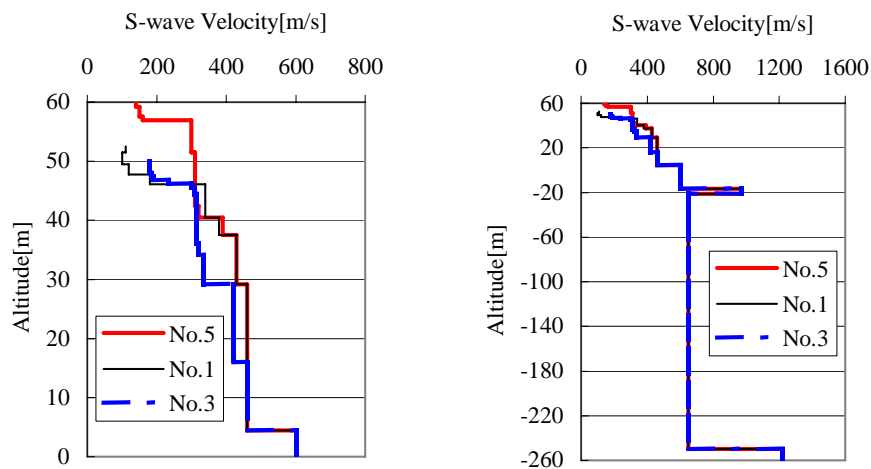 S-wave Velocity[m/s]
0 200 400 600 800
60
50
40
30
20
10
0
Altitude[m]
No.5
No.1
No.3
S-wave Velocity[m/s]
0 400 800 1200 1600
60
20
-20
-60
-100
-140
-180
-220
-260
Altitude[m]
No.5
No.1
No.3